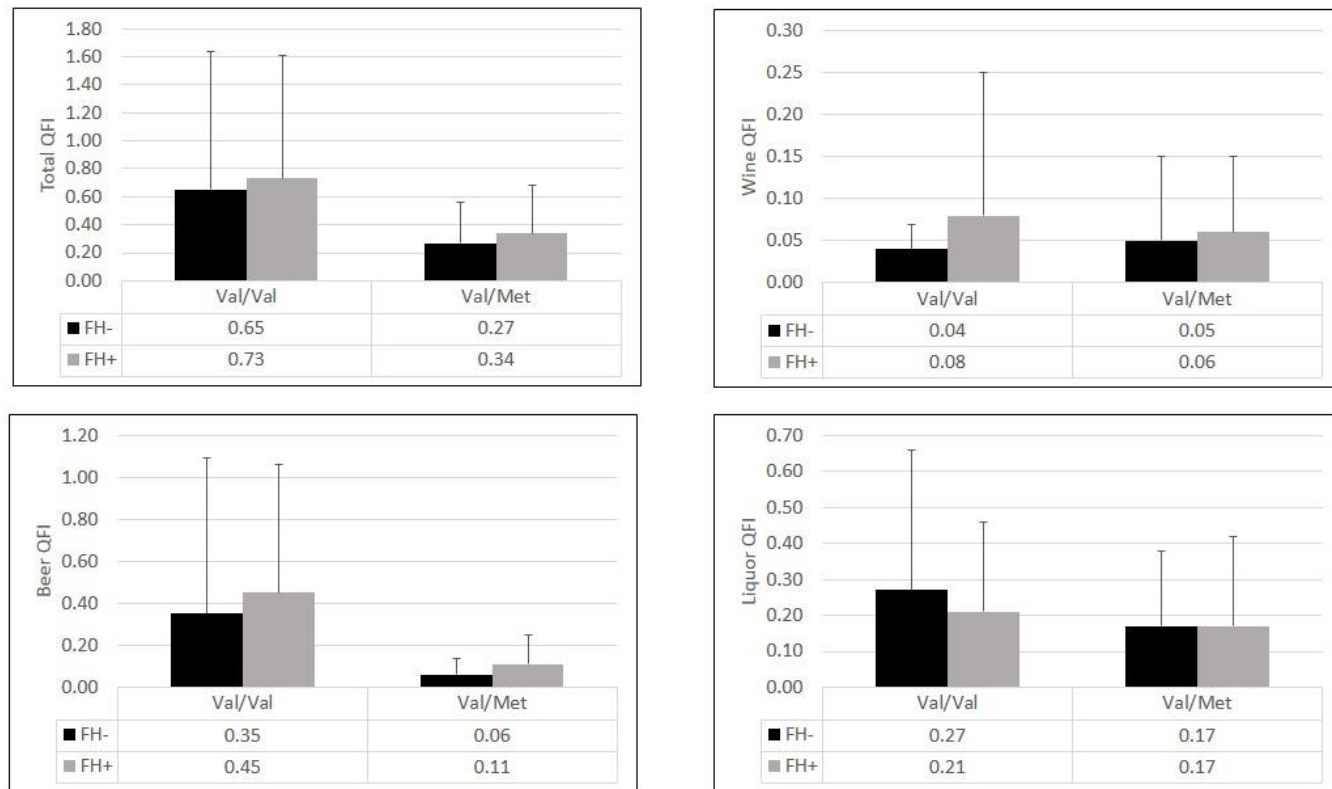 Total QFI
1.80
1.60
1.40
1.20
1.00
0.80
0.60
0.40
0.20
0.00
Val/Val Val/Met
FH- 0.65 0.27
FH+ 0.73 0.34
Wine QFI
0.30
0.25
0.20
0.15
0.10
0.05
0.00
Val/Val Val/Met
FH- 0.04 0.05
FH+ 0.08 0.06
Beer QFI
1.20
1.00
0.80
0.60
0.40
0.20
0.00
Val/Val Val/Met
FH- 0.35 0.06
FH+ 0.45 0.11
Liquor QFI
0.70
0.60
0.50
0.40
0.30
0.20
0.10
0.00
Val/Val Val/Met
FH- 0.27 0.17
FH+ 0.21 0.17